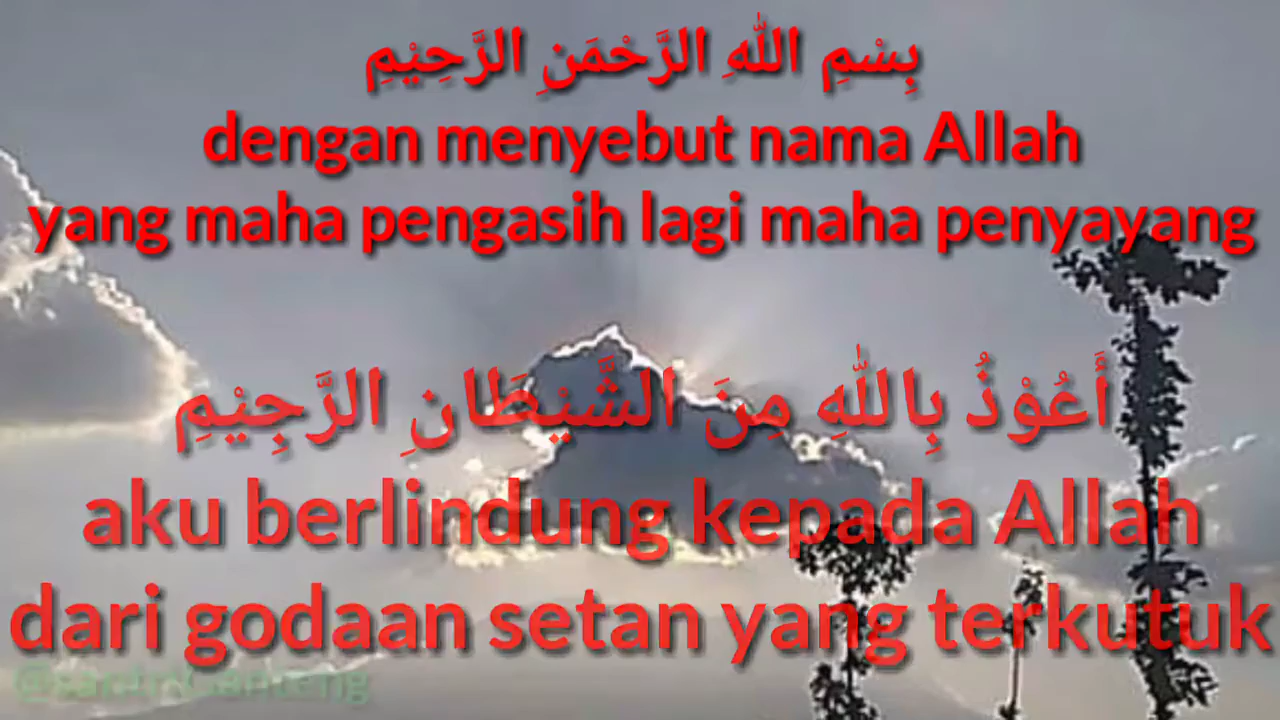 بِسْمِ اللّٰهِ الرَّحْمَنِ الرَّحِيْمِ
dengan menyebut nama Allah
yang maha pengasih lagi maha penyayang
أَعُوْذُ بِاللّٰهِ مِنَ الشَّيْطَانِ الرَّجِيْمِ
aku berlindung kepada Allah
dari godaan setan yang terkutuk